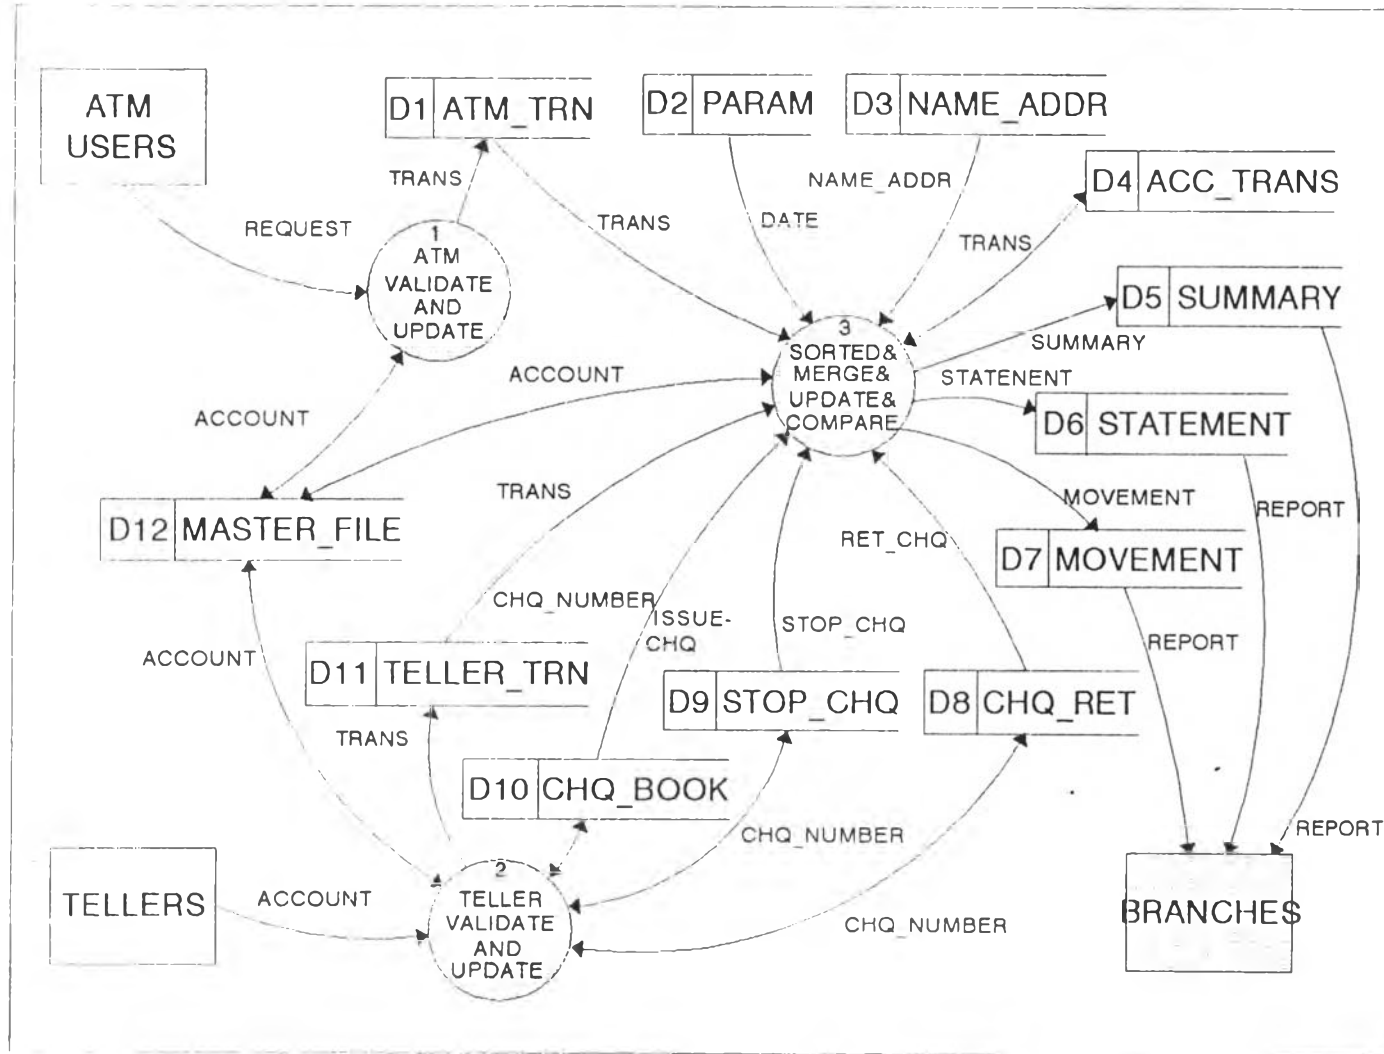 ATM
USERS
D1 ATM_TRN
D2 PARAM
D3 NAME_ADDR
D4 ACC_TRANS
TRANS
NAME_ADDR
REQUEST
TRANS
DATE
TRANS
1
ATM
VALIDATE
AND
UPDATE
D5 SUMMARY
3
SORTED&
MERGE&
UPDATE&
COMPARE
SUMMARY
STATENENT
ACCOUNT
ACCOUNT
D6 STATEMENT
TRANS
MOVEMENT
REPORT
D12 MASTER_FILE
RET_CHQ
D7 MOVEMENT
CHQ_NUMBER
ISSUE-
CHQ
STOP_CHQ
REPORT
ACCOUNT
D11 TELLER_TRN
D9 STOP_CHQ
D8 CHQ_RET
TRANS
D10 CHQ_BOOK
CHQ_NUMBER
REPORT
TELLERS
ACCOUNT
2
TELLER
VALIDATE
AND
UPDATE
CHQ_NUMBER
BRANCHES